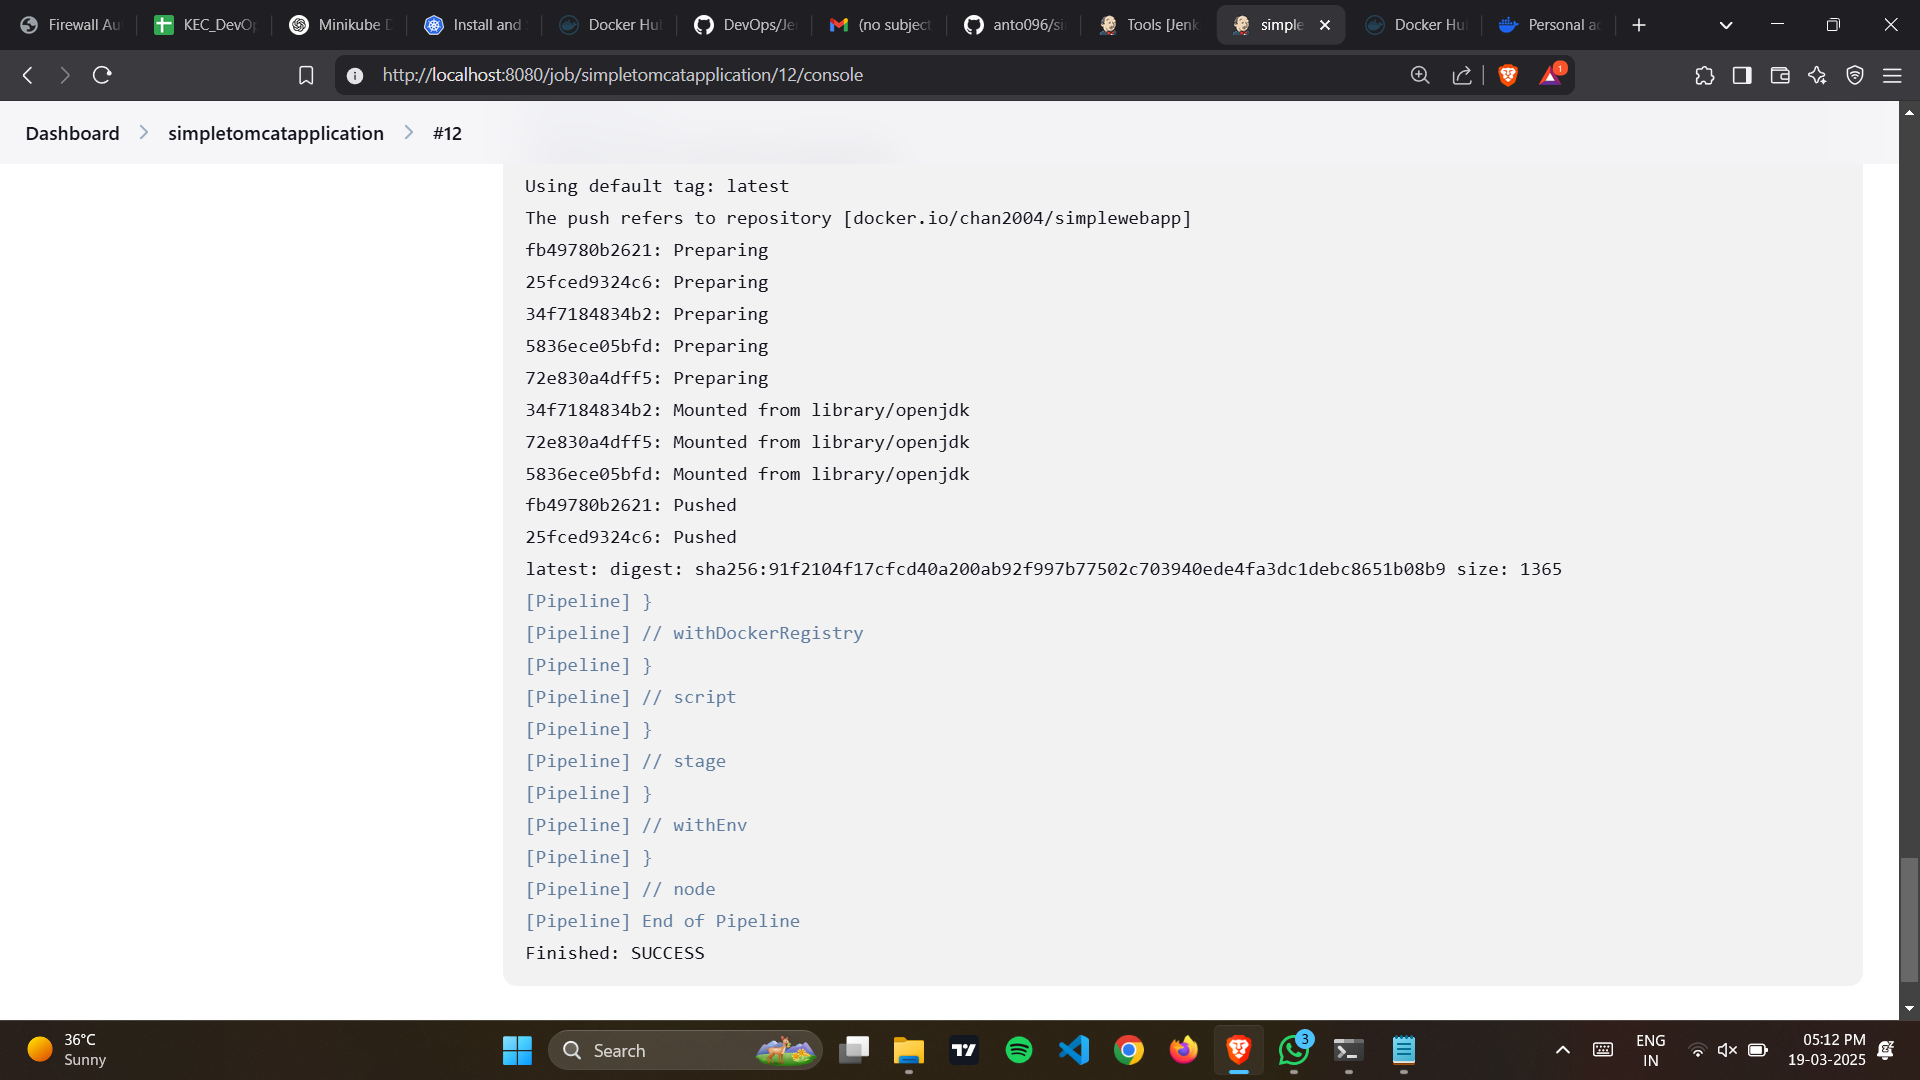 Firewall Au
KEC_DevOp
Minikube D
Install and S
Docker Hub
DevOps/Je
(no subject
anto096/si
Tools [Jenk
simple
Docker Hu
Personal ac
http://localhost:8080/job/simpletomcatapplication/12/console
1
Dashboard
simpletomcatapplication
#12
Using default tag: latest
The push refers to repository [docker.io/chan2004/simplewebapp]
fb49780b2621: Preparing
25fced9324c6: Preparing
34f7184834b2: Preparing
5836ece05bfd: Preparing
72e830a4dff5: Preparing
34f7184834b2: Mounted from library/openjdk
72e830a4dff5: Mounted from library/openjdk
5836ece05bfd: Mounted from library/openjdk
fb49780b2621: Pushed
25fced9324c6: Pushed
latest: digest: sha256:91f2104f17cfcd40a200ab92f997b77502c703940ede4fa3dc1debc8651b08b9 size: 1365
[Pipeline] }
[Pipeline] // withDockerRegistry
[Pipeline] }
[Pipeline] // script
[Pipeline] }
[Pipeline] // stage
[Pipeline] }
[Pipeline] // withEnv
[Pipeline] }
[Pipeline] // node
[Pipeline] End of Pipeline
Finished: SUCCESS
36°C
Sunny
Search
3
ENG
IN
05:12 PM
19-03-2025